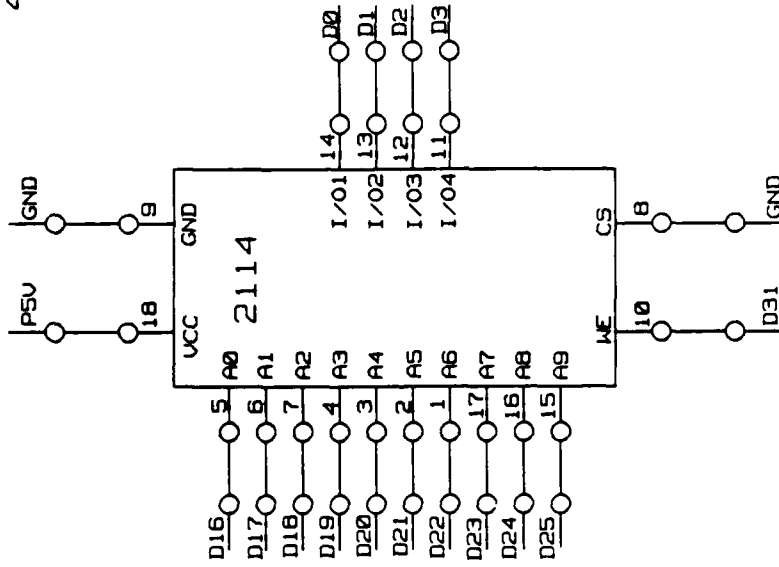 P5V GND
18 9
VCC GND
2114
D16 5 A0
D17 6 A1
D18 7 A2
D19 4 A3
D20 3 A4
D21 2 A5
D22 1 A6
D23 17 A7
D24 16 A8
D25 15 A9
I/O1 14 D0
I/O2 13 D1
I/O3 12 D2
I/O4 11 D3
WE CS
10 8
D31 GND